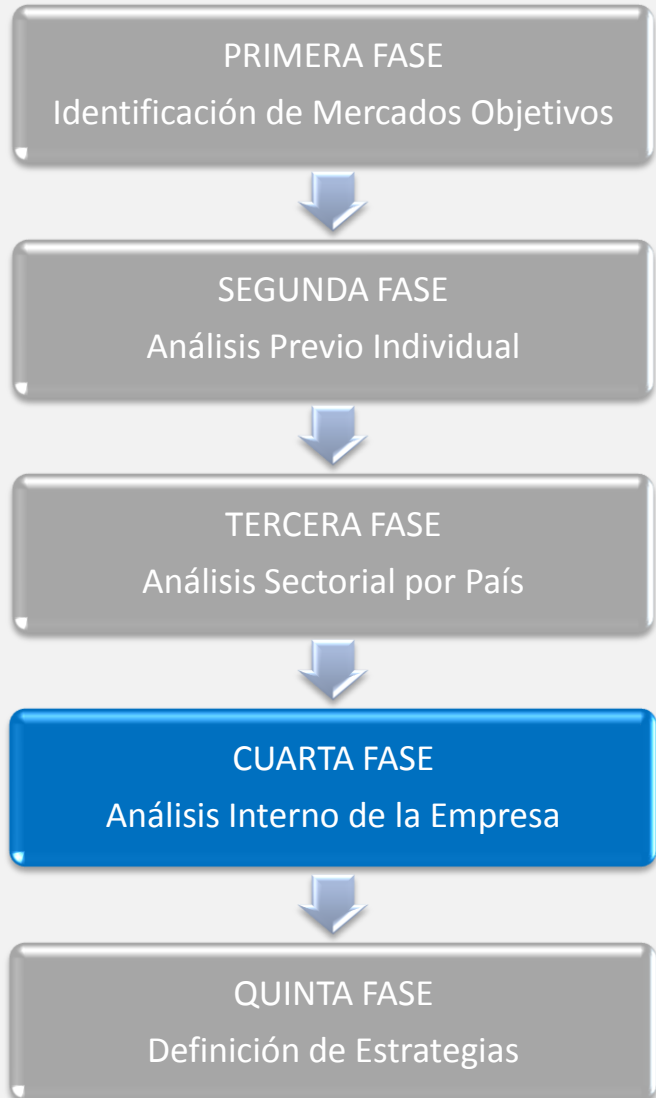 PRIMERA FASE
Identificación de Mercados Objetivos
SEGUNDA FASE
Análisis Previo Individual
TERCERA FASE
Análisis Sectorial por País
CUARTA FASE
Análisis Interno de la Empresa
QUINTA FASE
Definición de Estrategias